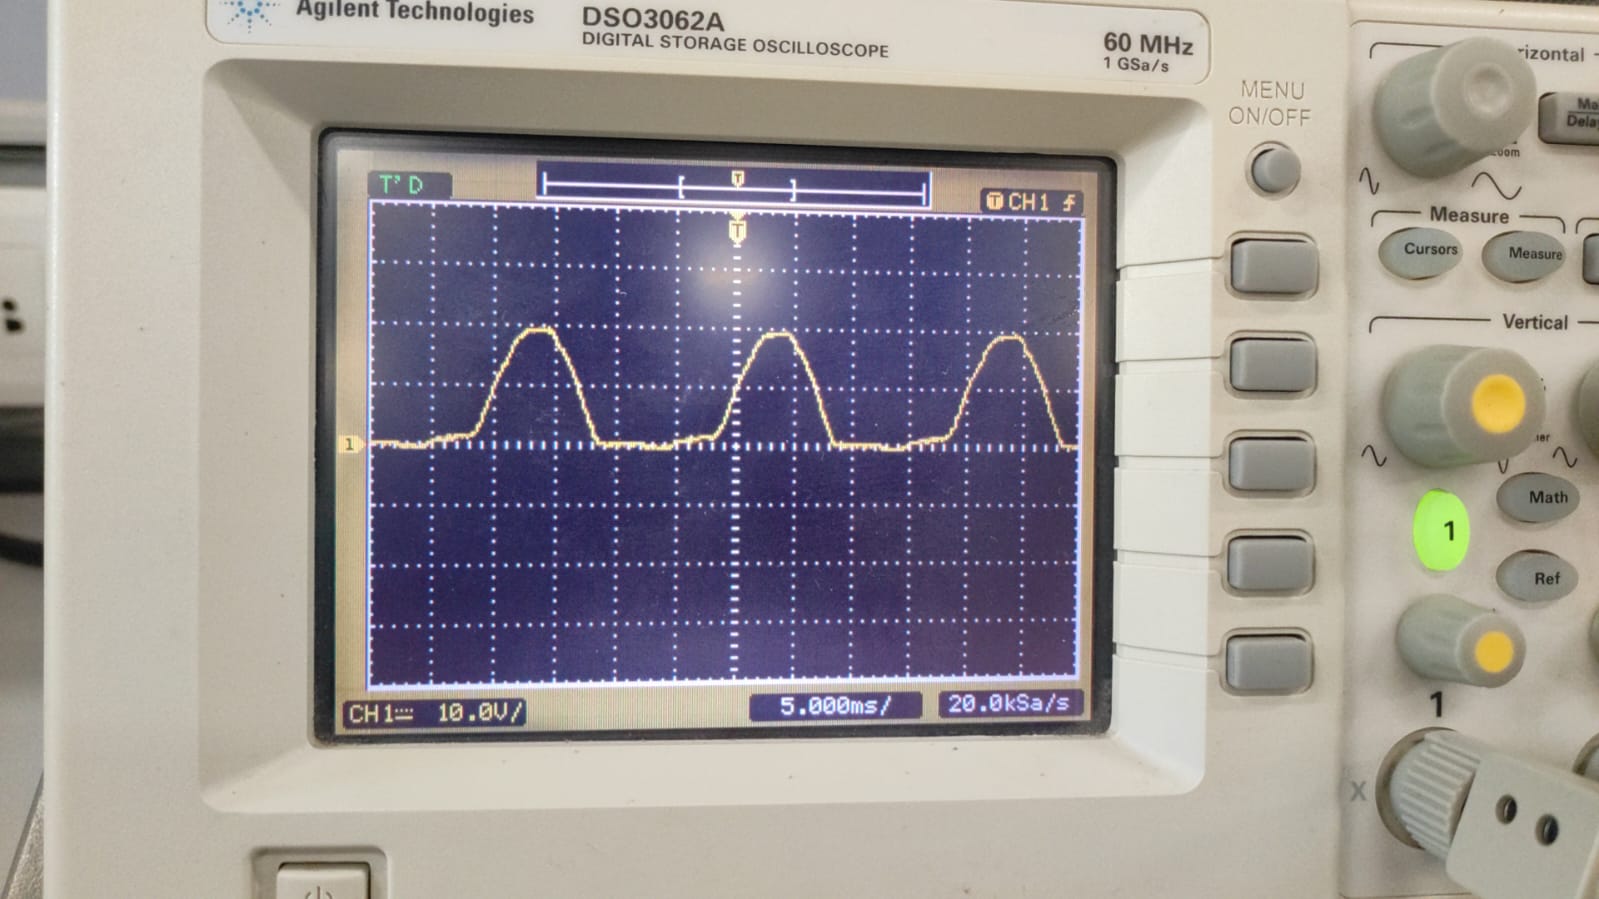 Agilent Technologies
DSO3062A
DIGITAL STORAGE OSCILLOSCOPE
60 MHz
1 GSa/s
MENU
ON/OFF
T'D
T
T
T CH1
Measure
Cursors
Measure
Vertical
1
CH1 10.0V/
5.000ms/
20.0kSa/s
Math
1
Ref
1
X